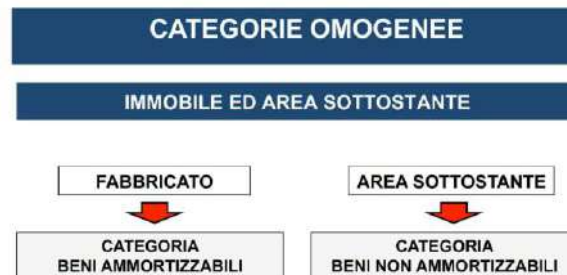 CATEGORIE OMOGENEE
IMMOBILE ED AREA SOTTOSTANTE
FABBRICATO
AREA SOTTOSTANTE
CATEGORIA
BENI AMMORTIZZABILI
CATEGORIA
BENI NON AMMORTIZZABILI